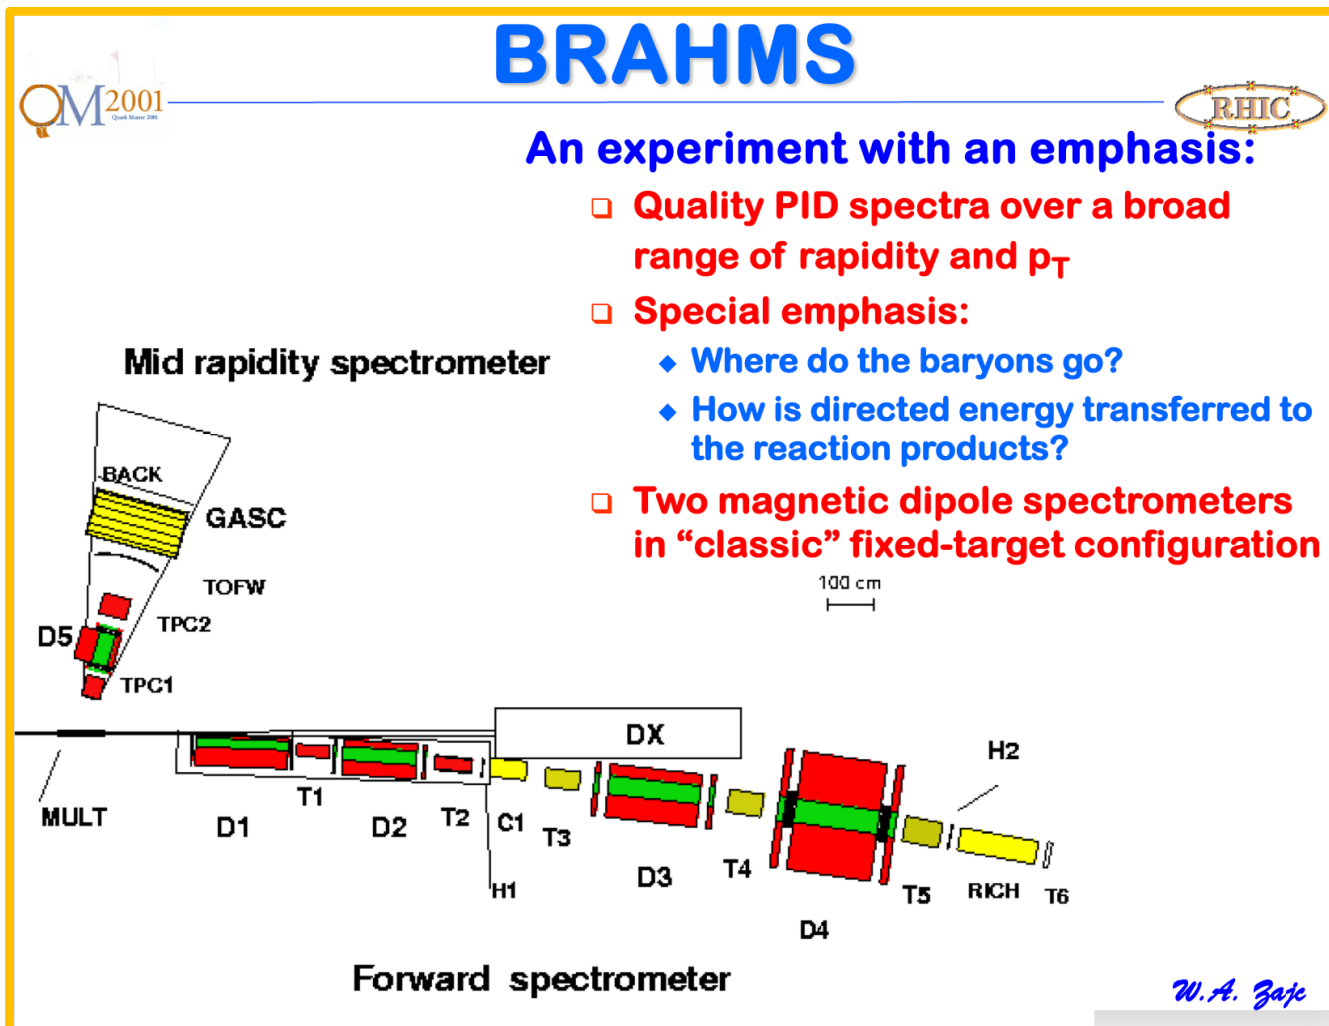 BRAHMS
QM2001
Quark Matter 2001
RHIC
An experiment with an emphasis:
Quality PID spectra over a broad
range of rapidity and pT
Special emphasis:
Where do the baryons go?
How is directed energy transferred to
the reaction products?
Two magnetic dipole spectrometers
in “classic” fixed-target configuration
100 cm
Mid rapidity spectrometer
BACK
GASC
TOFW
TPC2
D5
TPC1
DX
H2
MULT
D1
T1
D2
T2
C1
T3
H1
D3
T4
D4
T5
RICH
T6
Forward spectrometer
W.A. Zajc